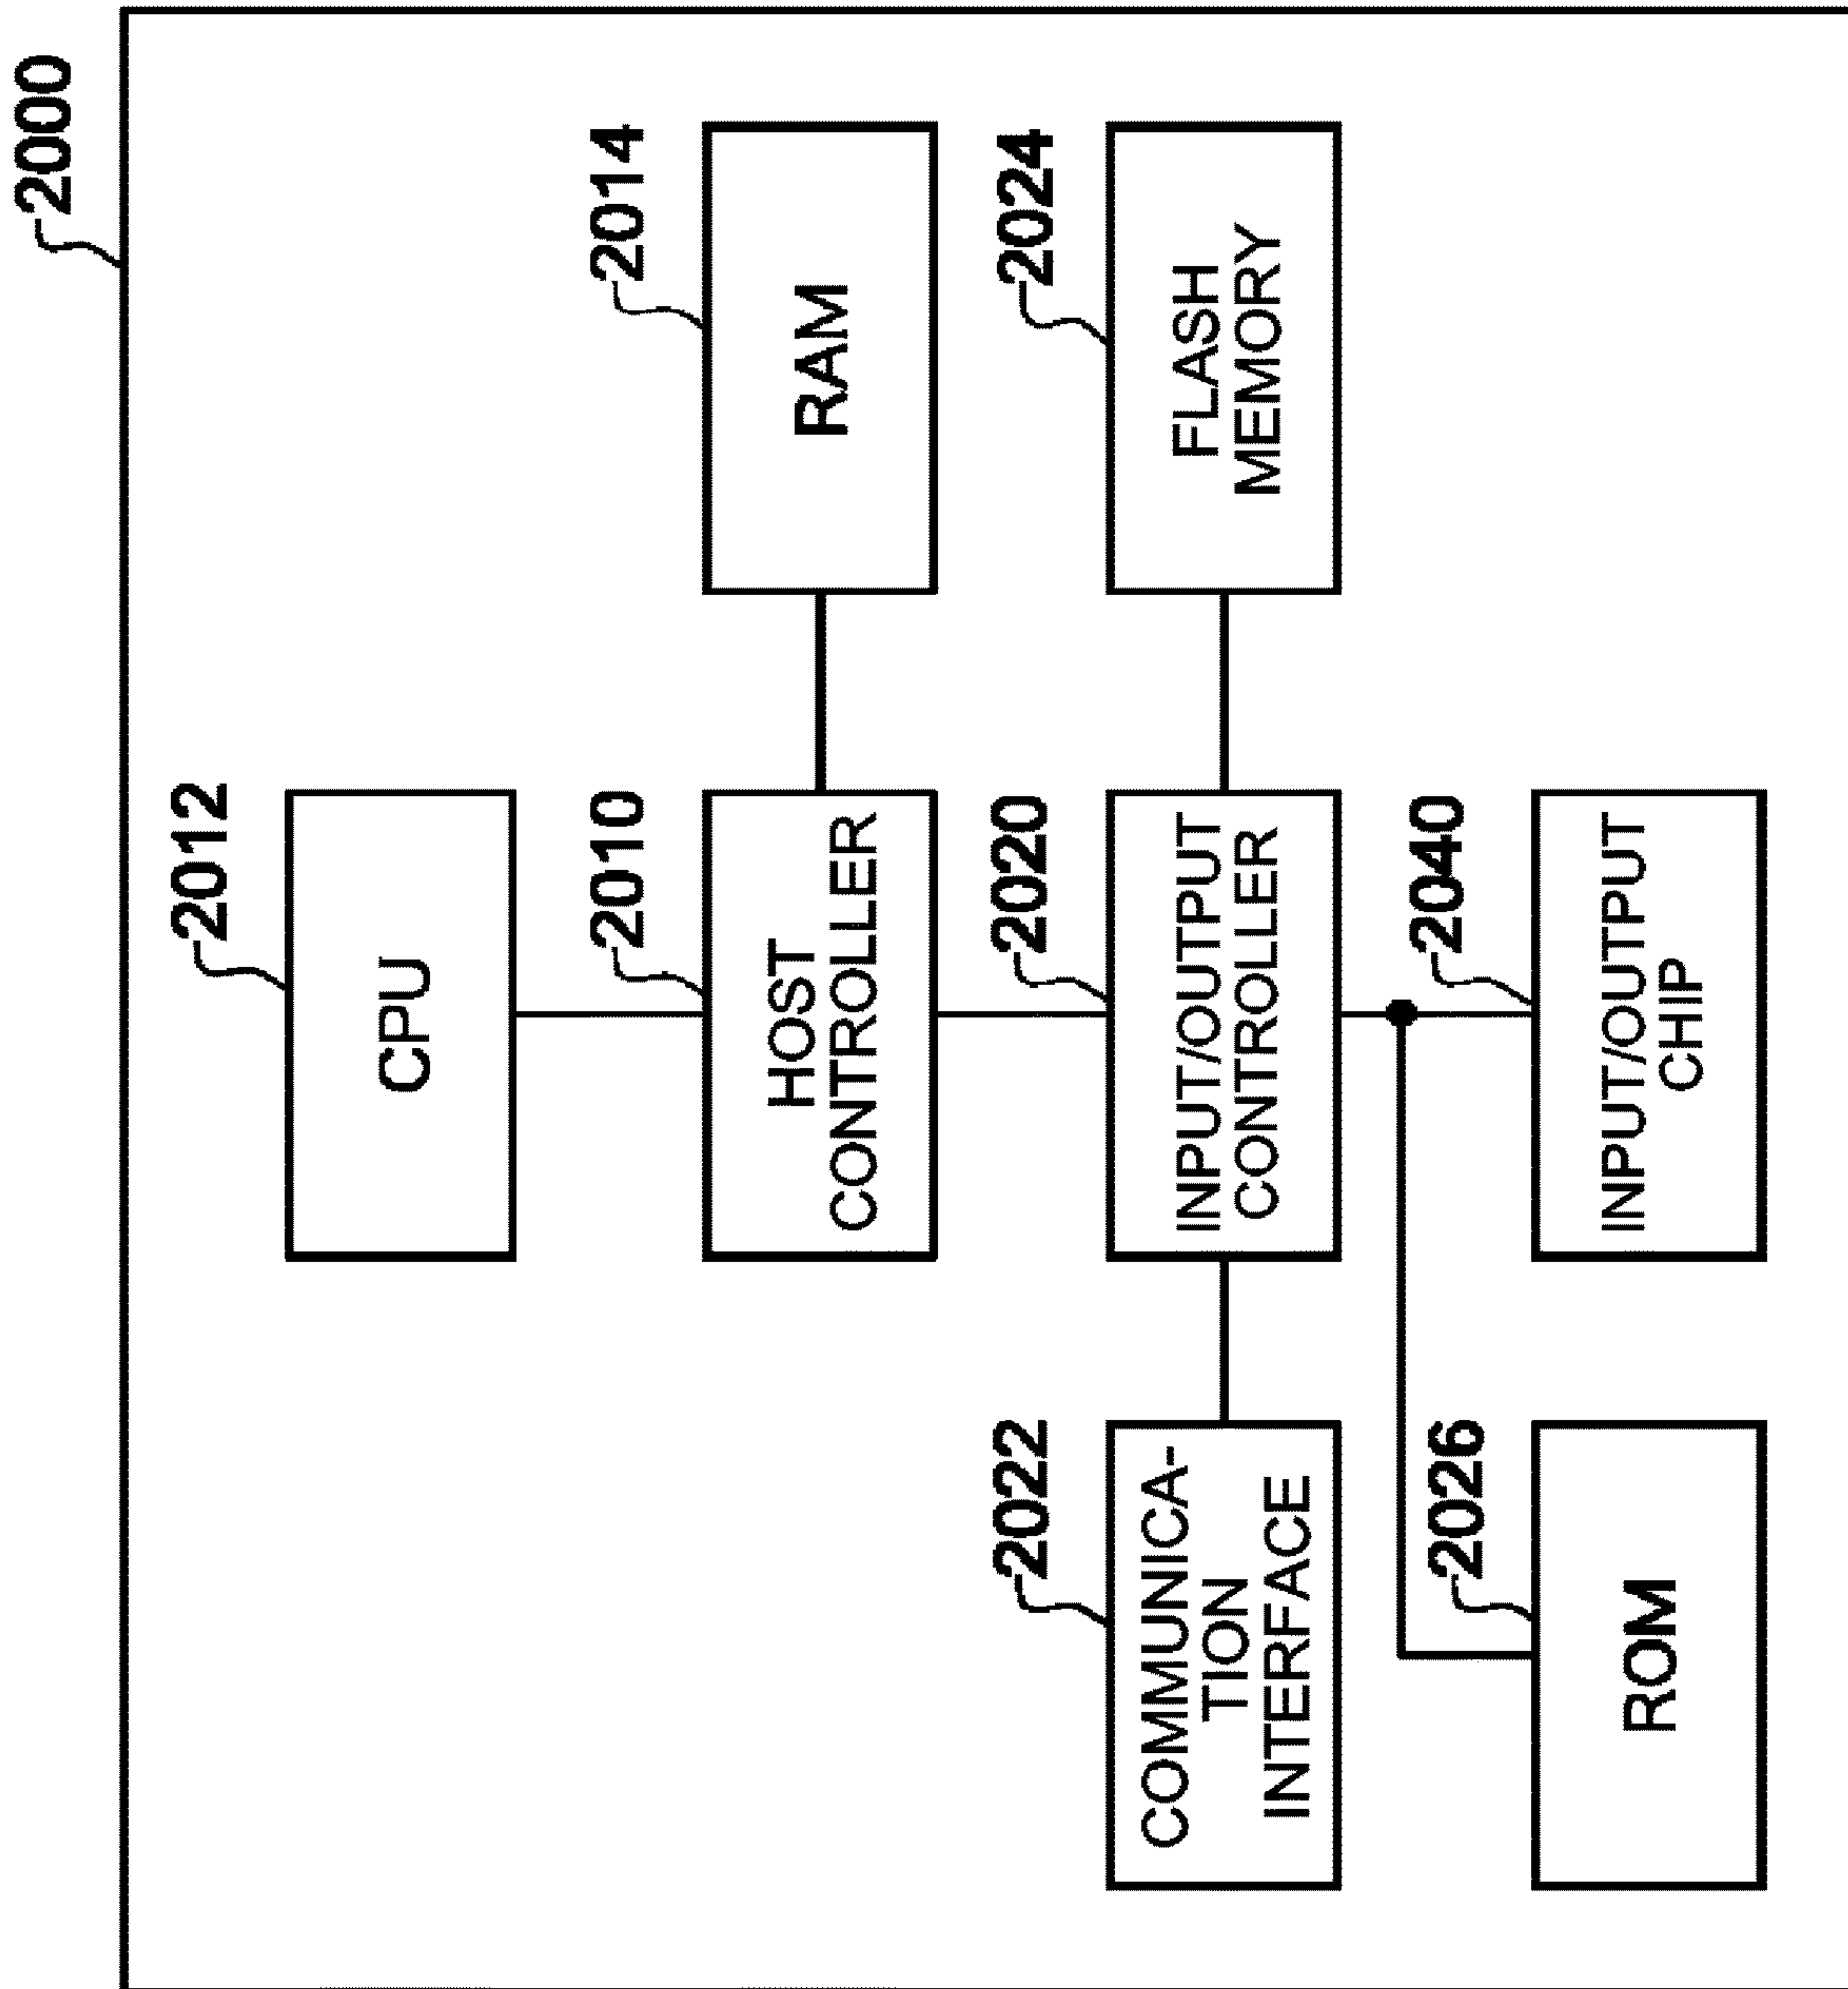 2000
2012
CPU
2010
HOST
CONTROLLER
2014
RAM
2020
INPUT/OUTPUT
CONTROLLER
2024
FLASH
MEMORY
2022
COMMUNICA-
TION
INTERFACE
2026
ROM
2040
INPUT/OUTPUT
CHIP